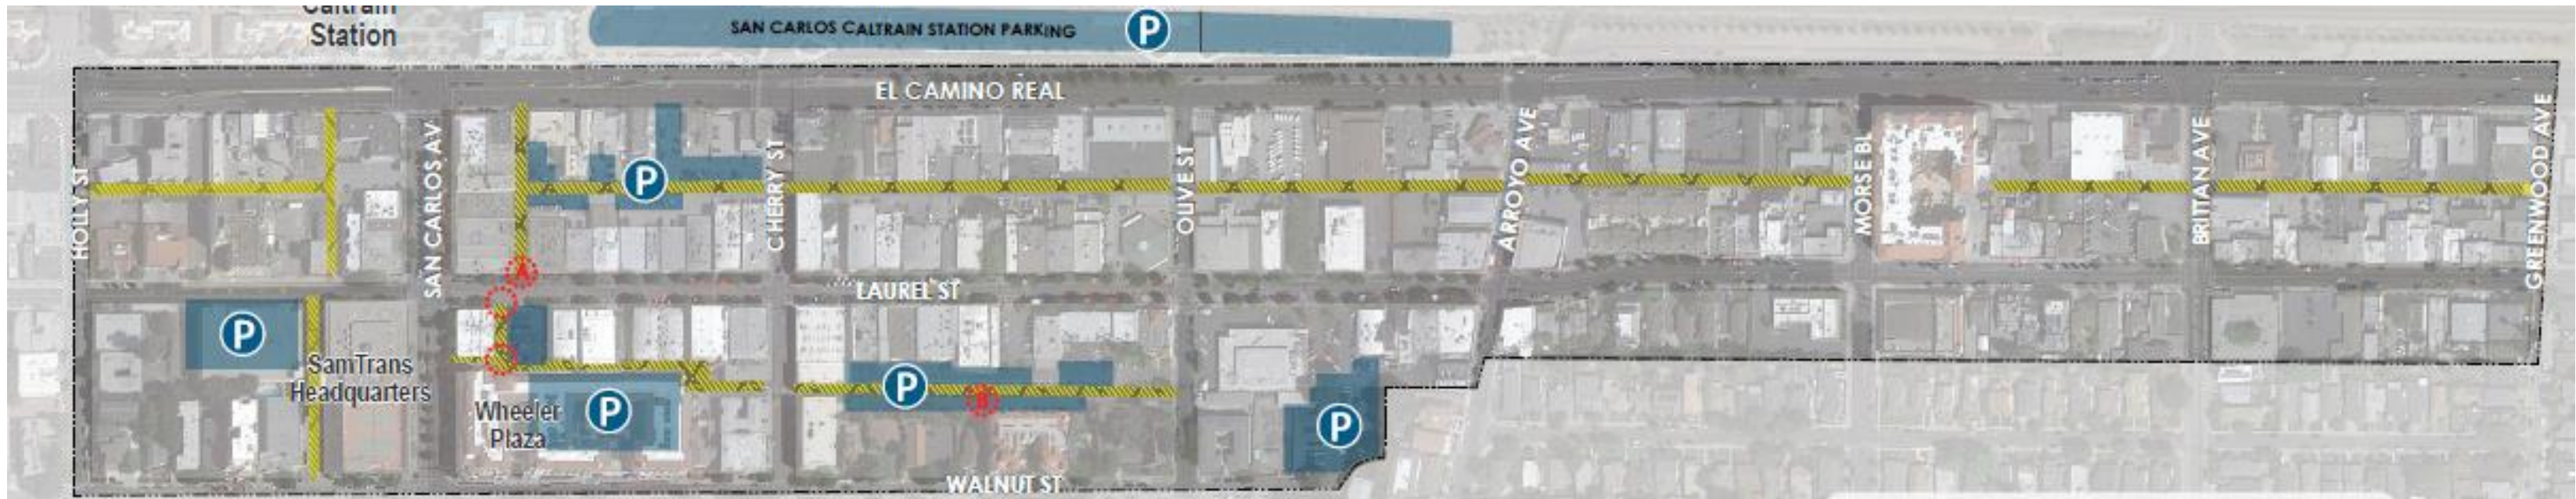 Caltrain
Station
SAN CARLOS CALTRAIN STATION PARKING
P
EL CAMINO REAL
HOLLY ST
SAN CARLOS AV
P
CHERRY ST
OLIVE ST
ARROYO AVE
MORSE BL
BRITAN AVE
GREENWOOD AVE
A
LAUREL ST
P
SamTrans
Headquarters
Wheeler
Plaza
P
P
B
P
WALNUT ST